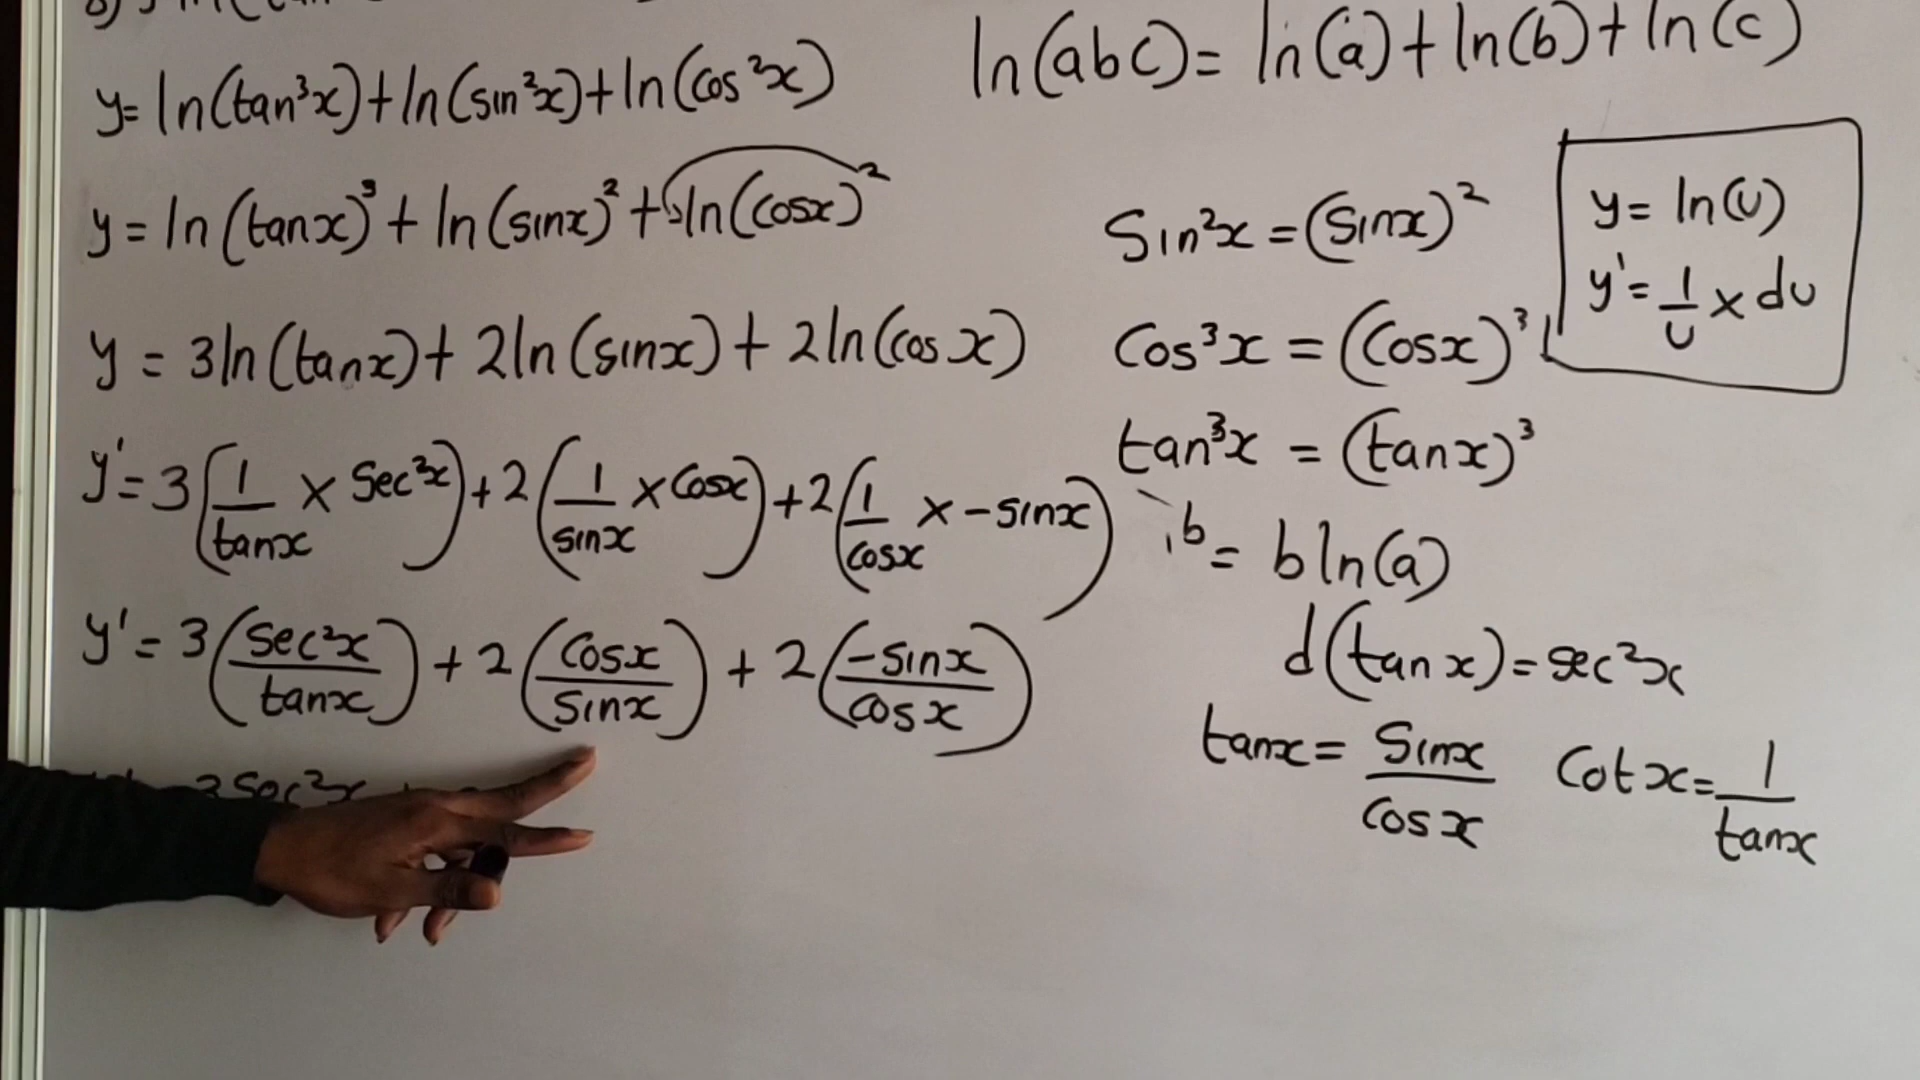 y= ln(tan³x)+ln(sin²x)+ln(cos²x)
y = ln(tanx)³+ ln(sinx)²+ln(cosx)²
y = 3ln(tanx)+ 2ln(sinx)+ 2ln(cosx)
y'= 3(1/tanx × sec²x)+2(1/sinx ×cosx)+2(1/cosx × -sinx)
y'= 3(sec²x/tanx) + 2(cosx/sinx) + 2(-sinx/cosx)
3sec²x
ln(abc)= ln(a)+ln(b)+ln(c)
Sin²x=(sinx)²
Cos³x = (cosx)³
tan³x = (tanx)³
b = bln(a)
d(tanx)=sec²x
tanx= sinx/cosx cotx=1/tanx
y= ln(u)
y'= 1/u × du